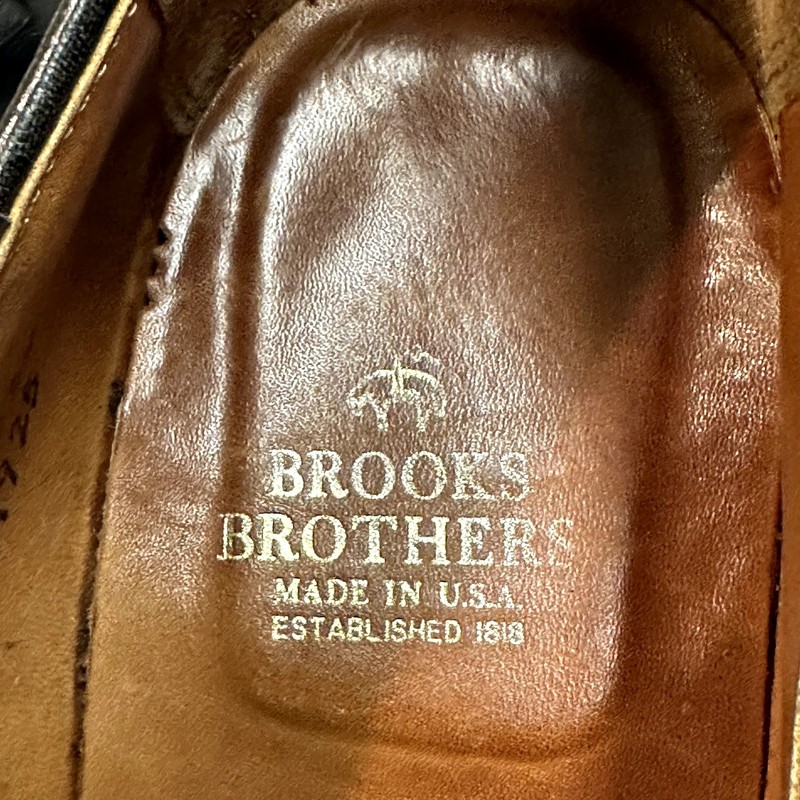 BROOKS
BROTHERS
MADE IN U.S.A.
ESTABLISHED 1818